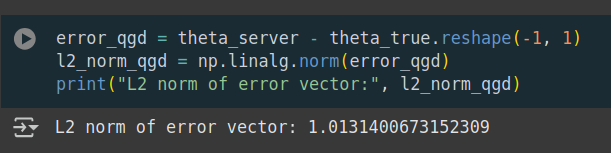 error_qgd = theta_server - theta_true.reshape(-1, 1)
l2_norm_qgd = np.linalg.norm(error_qgd)
print("L2 norm of error vector:", l2_norm_qgd)
L2 norm of error vector: 1.0131400673152309